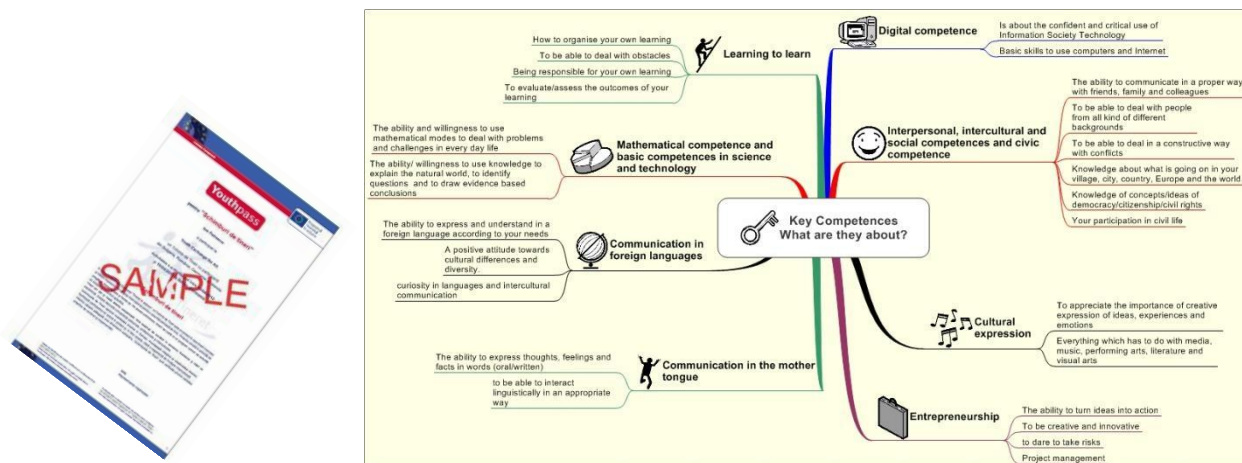 Youthpass
"Schimburi de tineri"
SAMPLE
Key Competences
What are they about?
Learning to learn
How to organise your own learning
To be able to deal with obstacles
Being responsible for your own learning
To evaluate/assess the outcomes of your
learning
Mathematical competence and
basic competences in science
and technology
The ability and willingness to use
mathematical modes to deal with problems
and challenges in every day life
The ability/ willingness to use knowledge to
explain the natural world, to identify
questions and to draw evidence based
conclusions
Communication in
foreign languages
The ability to express and understand in a
foreign language according to your needs
A positive attitude towards
cultural differences and
diversity.
curiosity in languages and intercultural
communication
Communication in the mother
tongue
The ability to express thoughts, feelings and
facts in words (oral/written)
to be able to interact
linguistically in an appropriate
way
Digital competence
Is about the confident and critical use of
Information Society Technology
Basic skills to use computers and Internet
Interpersonal, intercultural and
social competences and civic
competence
The ability to communicate in a proper way
with friends, family and colleagues
To be able to deal with people
from all kind of different
backgrounds
To be able to deal in a constructive way
with conflicts
Knowledge about what is going on in your
village, city, country, Europe and the world
Knowledge of concepts/ideas of
democracy/citizenship/civil rights
Your participation in civil life
Cultural
expression
To appreciate the importance of creative
expression of ideas, experiences and
emotions
Everything which has to do with media,
music, performing arts, literature and
visual arts
Entrepreneurship
The ability to turn ideas into action
To be creative and innovative
to dare to take risks
Project management